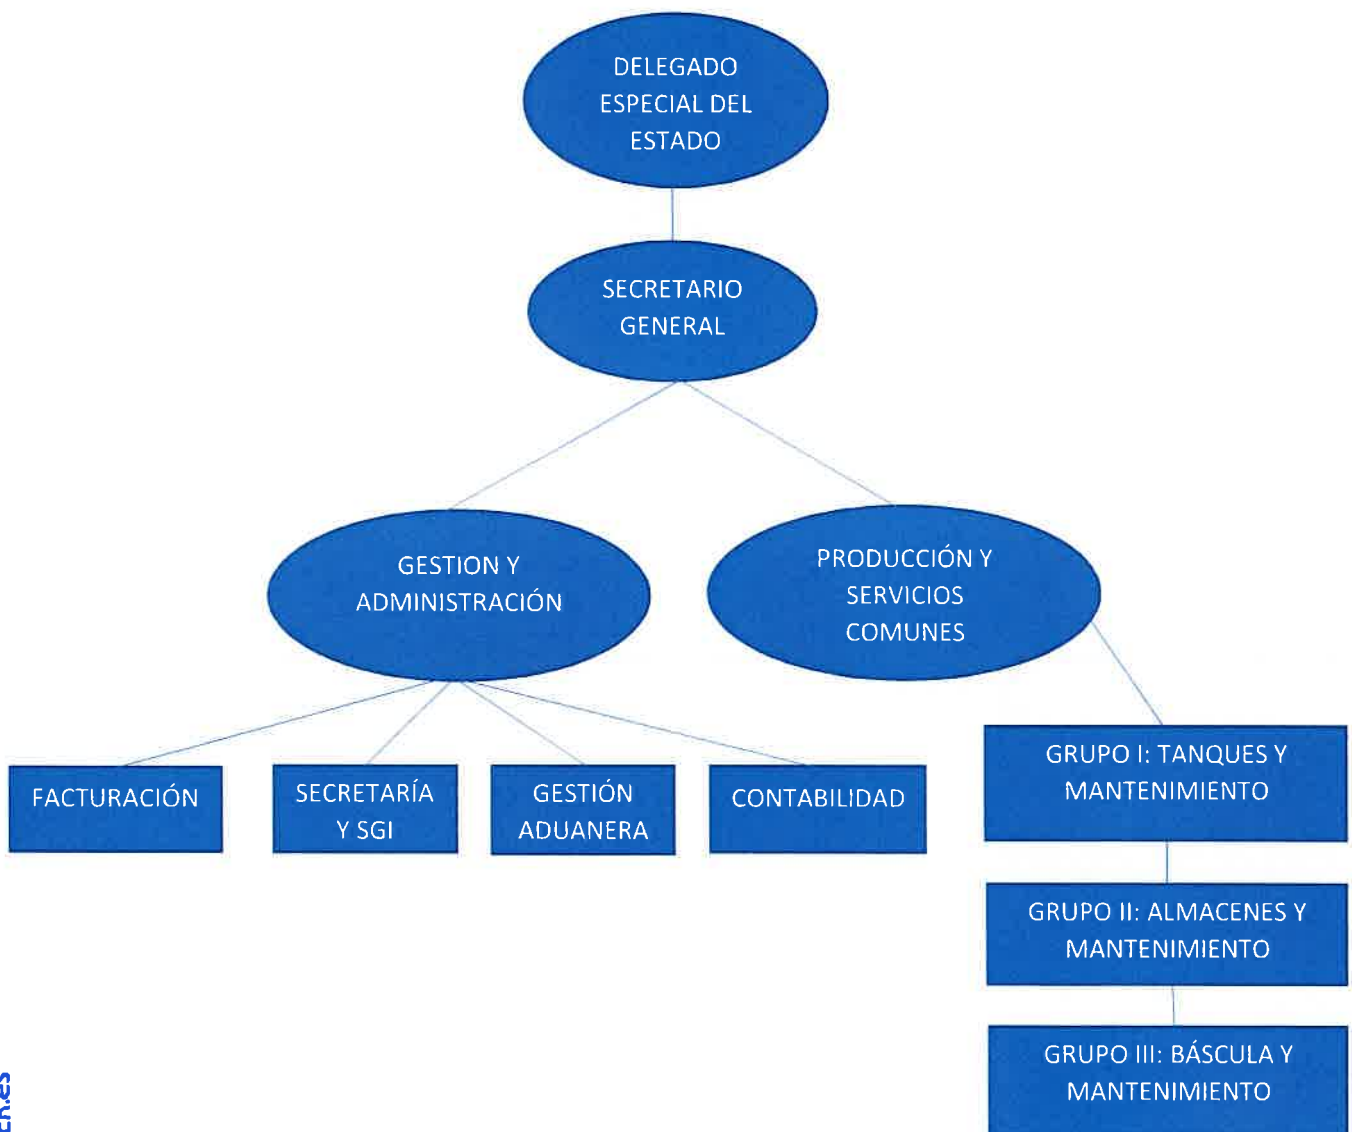 DELEGADO
ESPECIAL DEL
ESTADO
SECRETARIO
GENERAL
GESTION Y
ADMINISTRACIÓN
PRODUCCIÓN Y
SERVICIOS
COMUNES
FACTURACIÓN
SECRETARÍA
Y SGI
GESTIÓN
ADUANERA
CONTABILIDAD
GRUPO I: TANQUES Y
MANTENIMIENTO
GRUPO II: ALMACENES Y
MANTENIMIENTO
GRUPO III: BÁSCULA Y
MANTENIMIENTO